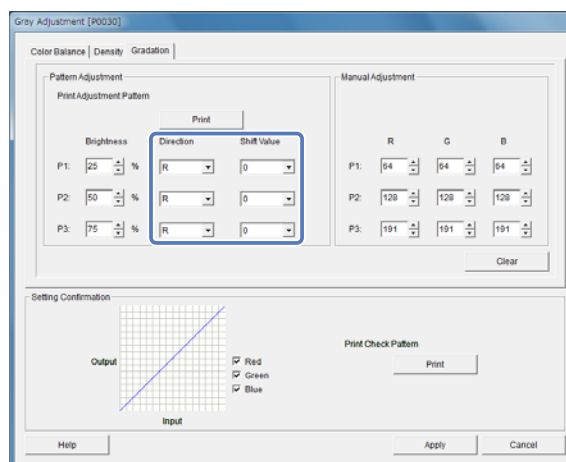 Grey Adjustment [P0030]
Color Balance Density Gradation
Pattern Adjustment
Print Adjustment Pattern
Print
Brightness Direction Shift Value
P1: 25 % R 0
P2: 50 % R 0
P3: 75 % R 0
Manual Adjustment
R G B
P1: 64 64 64
P2: 128 128 128
P3: 191 191 191
Clear
Setting Confirmation
Output
Input
Red
Green
Blue
Print Check Pattern
Print
Help Apply Cancel